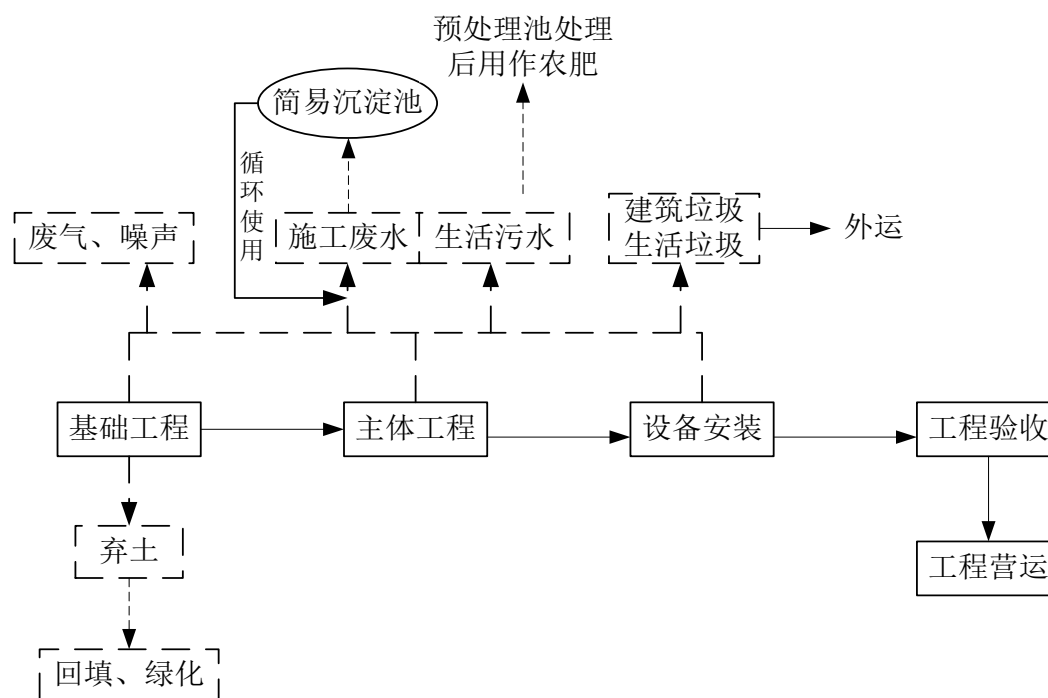 预处理池处理
后用作农肥
简易沉淀池
循环使用
废气、噪声
施工废水
生活污水
建筑垃圾
生活垃圾
外运
基础工程
主体工程
设备安装
工程验收
弃土
工程营运
回填、绿化